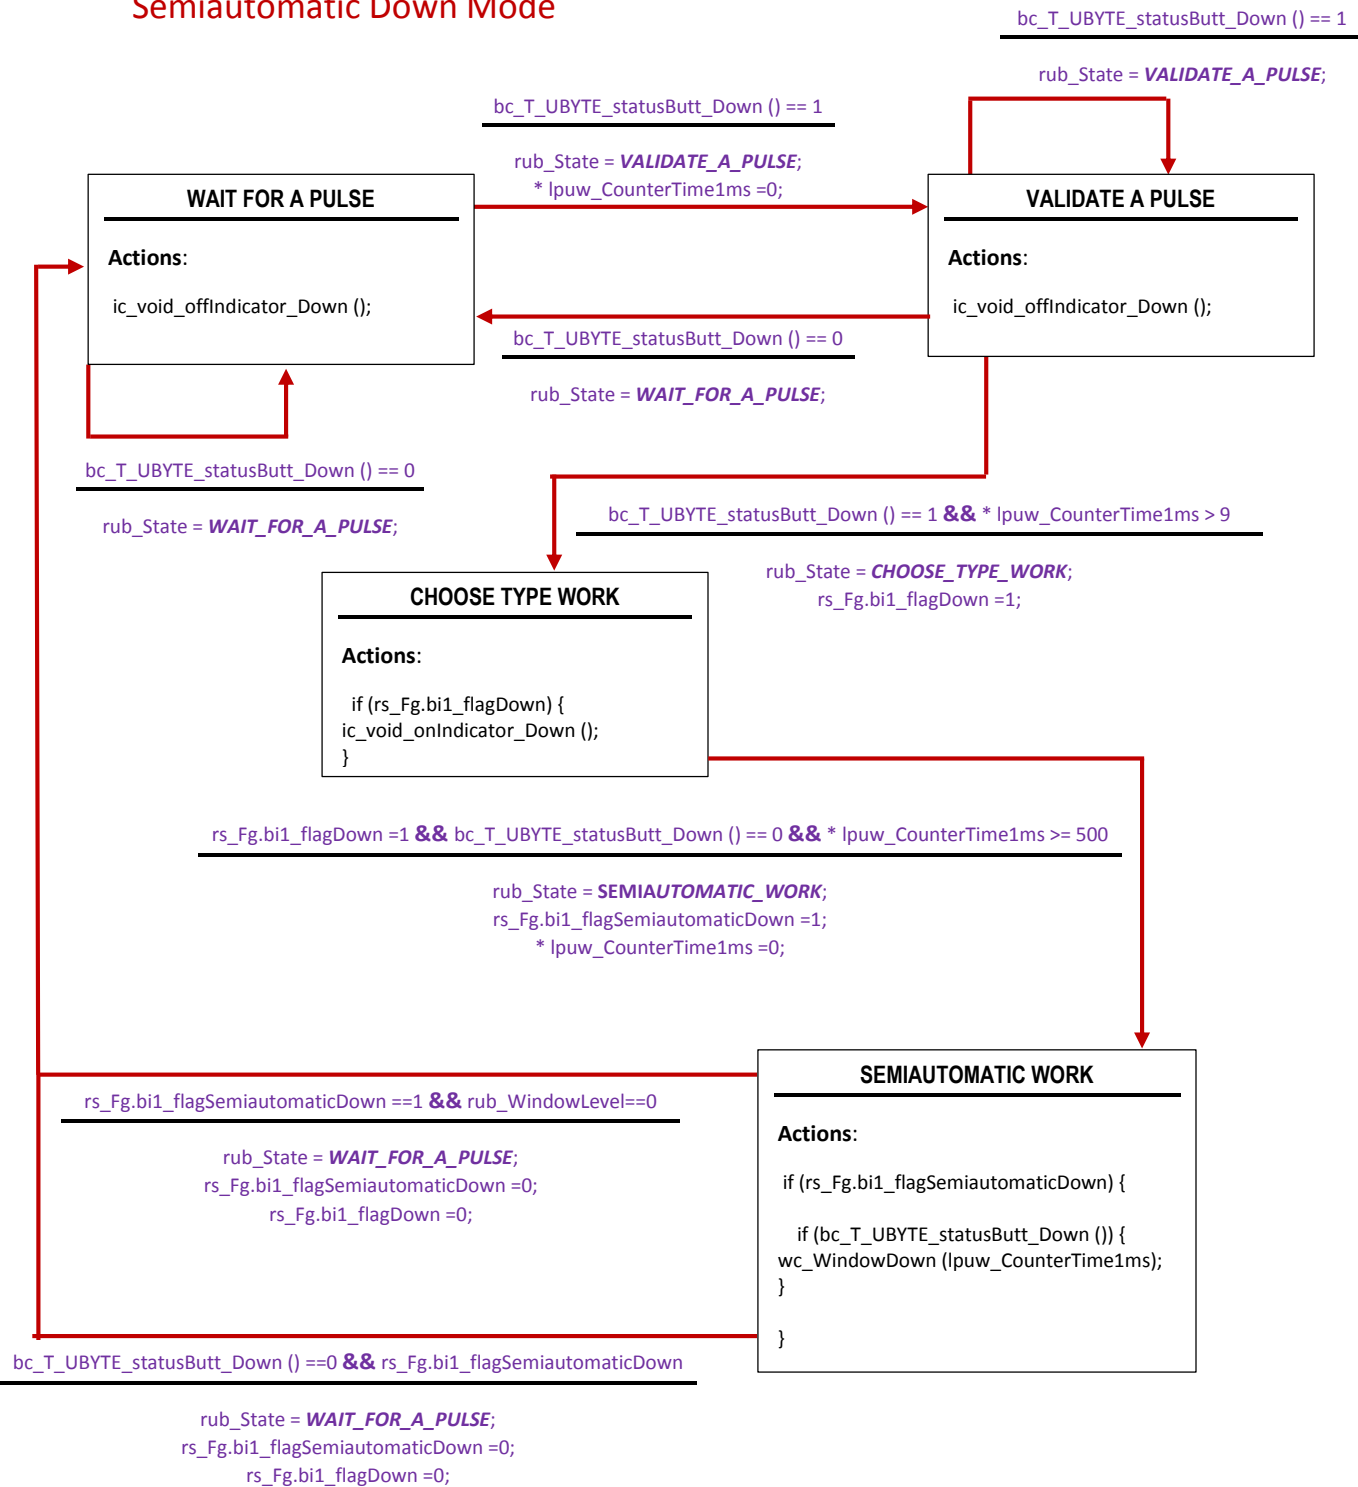 Semiautomatic Down Mode
bc_T_UBYTE_statusButt_Down () == 1
rub_State = VALIDATE_A_PULSE;
bc_T_UBYTE_statusButt_Down () == 1
rub_State = VALIDATE_A_PULSE;
* lpuw_CounterTime1ms =0;
WAIT FOR A PULSE
Actions:
ic_void_offIndicator_Down ();
VALIDATE A PULSE
Actions:
ic_void_offIndicator_Down ();
bc_T_UBYTE_statusButt_Down () == 0
rub_State = WAIT_FOR_A_PULSE;
bc_T_UBYTE_statusButt_Down () == 0
rub_State = WAIT_FOR_A_PULSE;
bc_T_UBYTE_statusButt_Down () == 1 && * lpuw_CounterTime1ms > 9
rub_State = CHOOSE_TYPE_WORK;
rs_Fg.bi1_flagDown =1;
CHOOSE TYPE WORK
Actions:
if (rs_Fg.bi1_flagDown) {
ic_void_onIndicator_Down ();
}
rs_Fg.bi1_flagDown =1 && bc_T_UBYTE_statusButt_Down () == 0 && * lpuw_CounterTime1ms >= 500
rub_State = SEMIAUTOMATIC_WORK;
rs_Fg.bi1_flagSemiautomaticDown =1;
* lpuw_CounterTime1ms =0;
SEMIAUTOMATIC WORK
Actions:
if (rs_Fg.bi1_flagSemiautomaticDown) {
if (bc_T_UBYTE_statusButt_Down ()) {
wc_WindowDown (lpuw_CounterTime1ms);
}
}
rs_Fg.bi1_flagSemiautomaticDown ==1 && rub_WindowLevel==0
rub_State = WAIT_FOR_A_PULSE;
rs_Fg.bi1_flagSemiautomaticDown =0;
rs_Fg.bi1_flagDown =0;
bc_T_UBYTE_statusButt_Down () ==0 && rs_Fg.bi1_flagSemiautomaticDown
rub_State = WAIT_FOR_A_PULSE;
rs_Fg.bi1_flagSemiautomaticDown =0;
rs_Fg.bi1_flagDown =0;